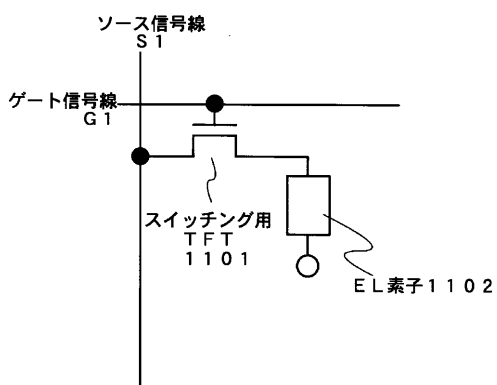 ソース信号線
S1
ゲート信号線
G1
スイッチング用
TFT
1101
EL素子1102